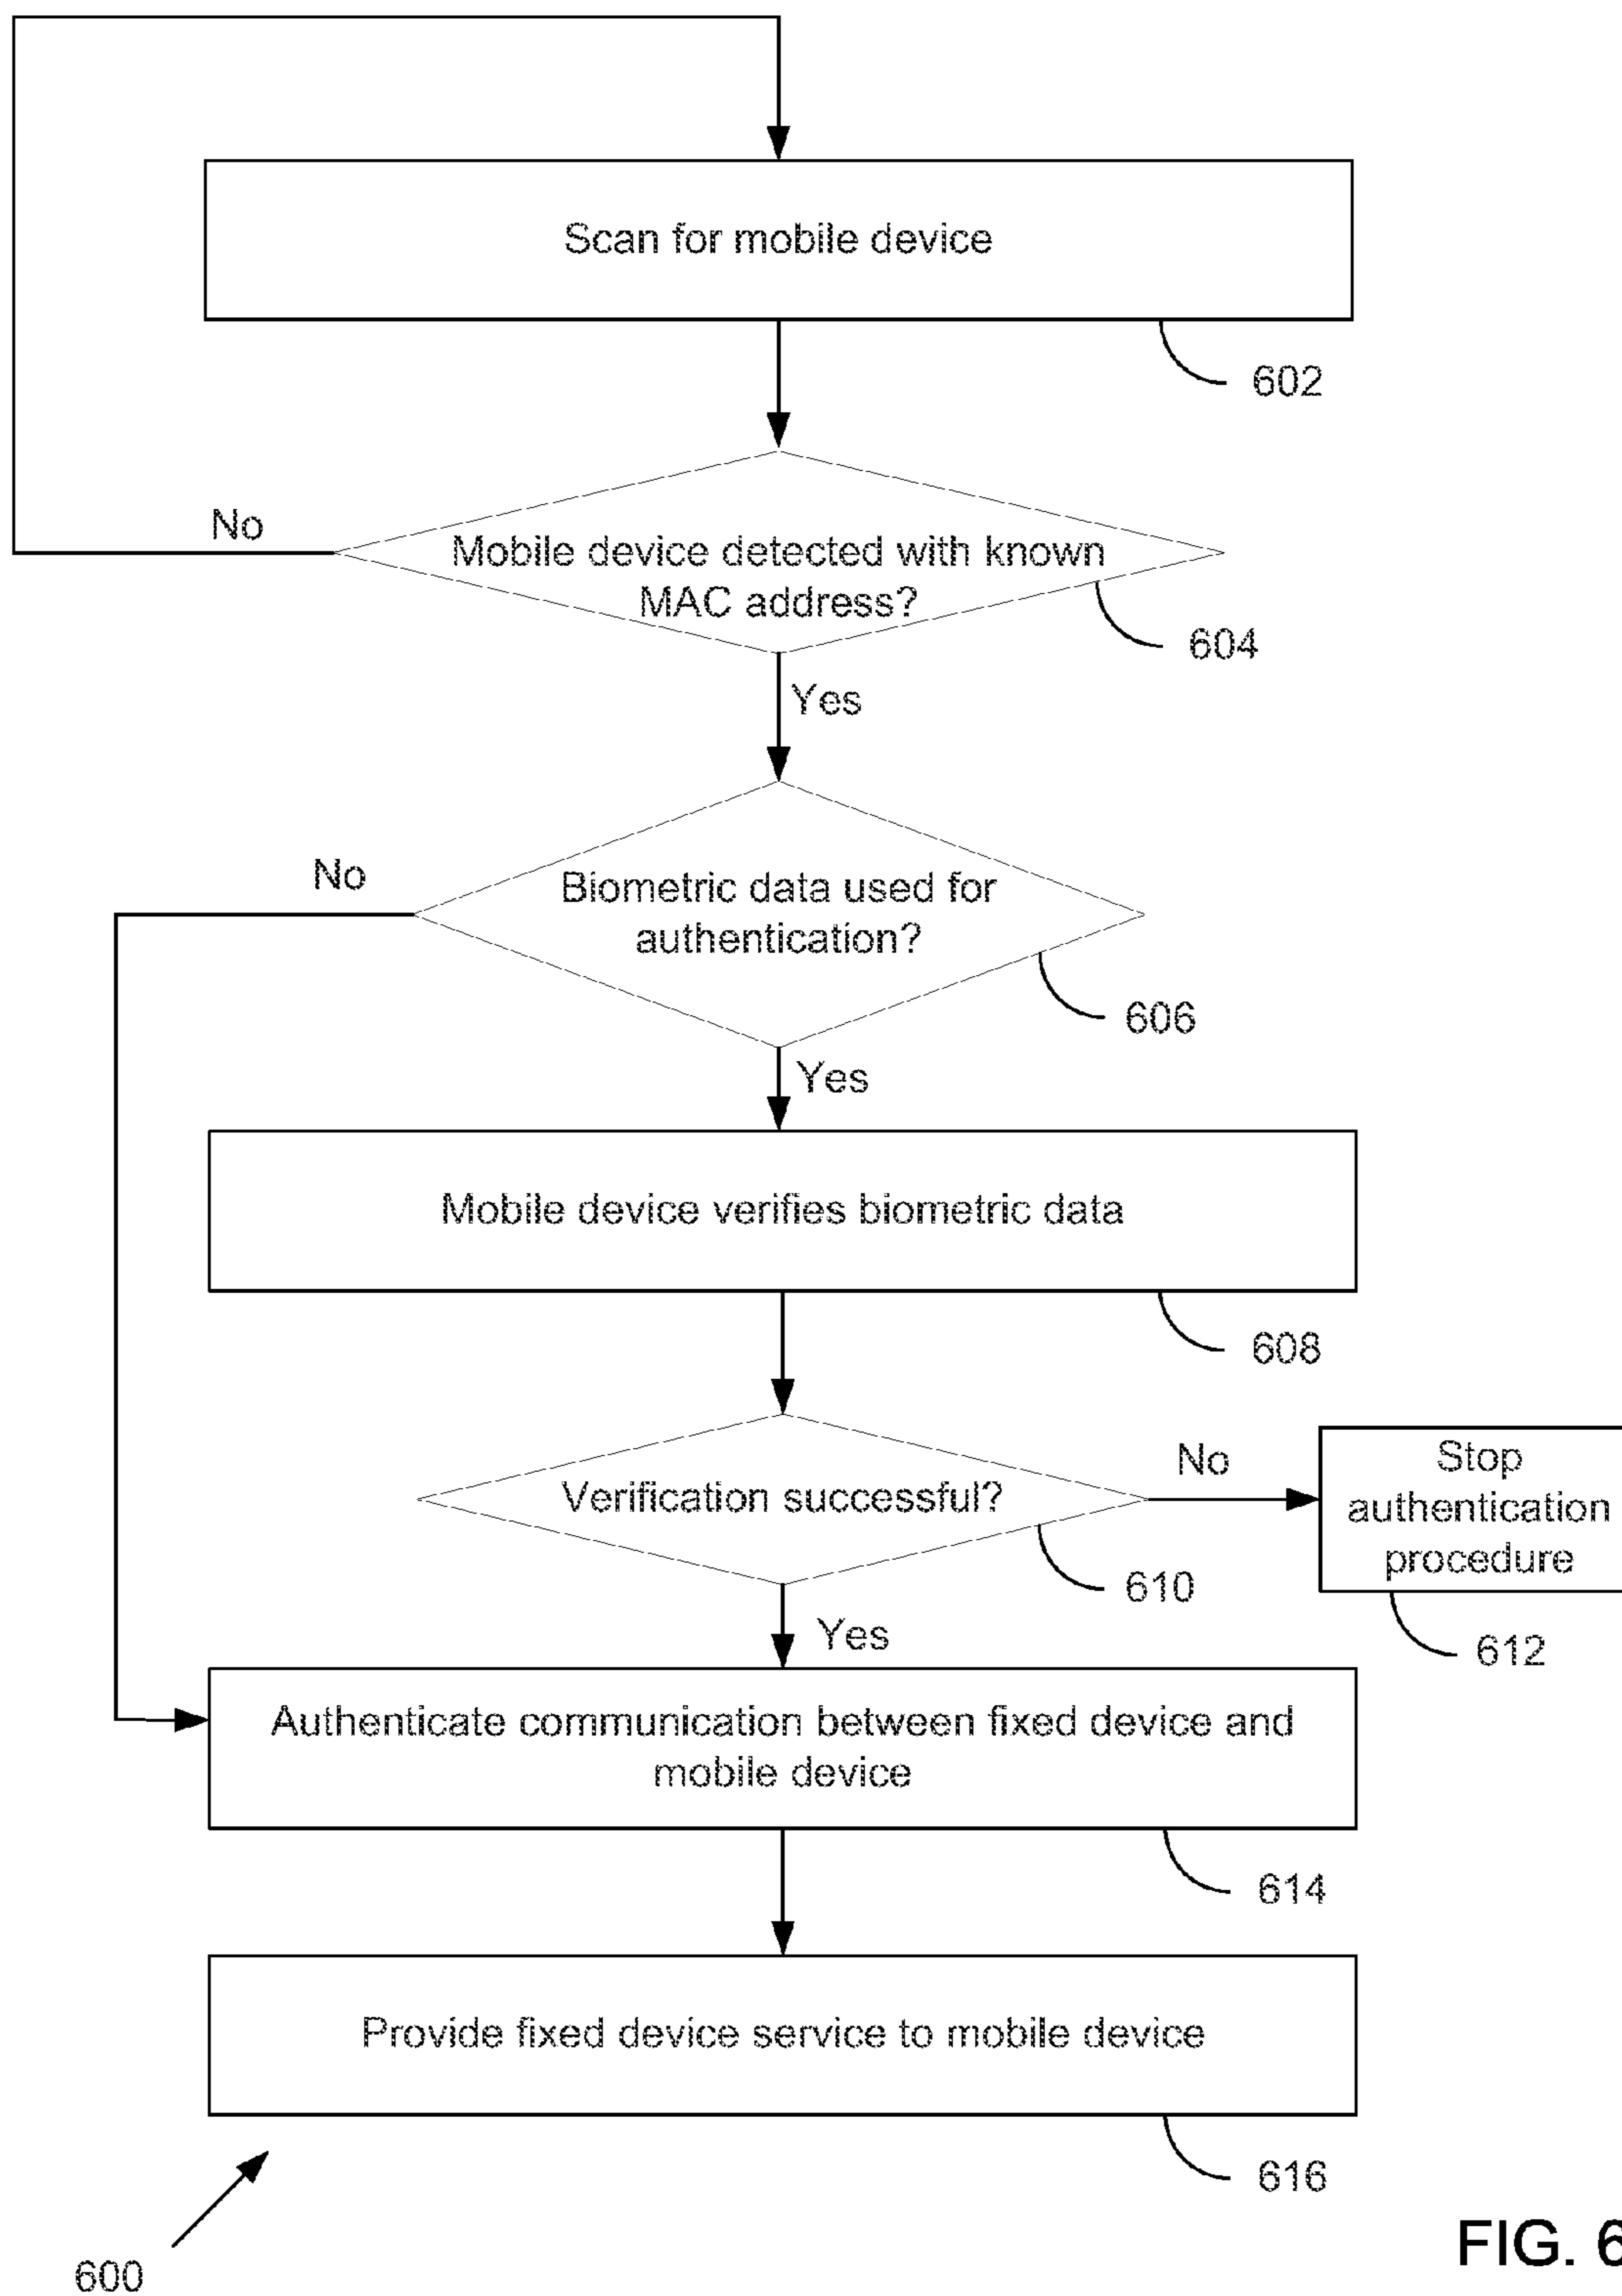 Scan for mobile device
602
No
Mobile device detected with known
MAC address?
604
Yes
No
Biometric data used for
authentication?
606
Yes
Mobile device verifies biometric data
608
Verification successful?
No
Stop
authentication
procedure
610
612
Yes
Authenticate communication between fixed device and
mobile device
614
Provide fixed device service to mobile device
616
600
FIG. 6